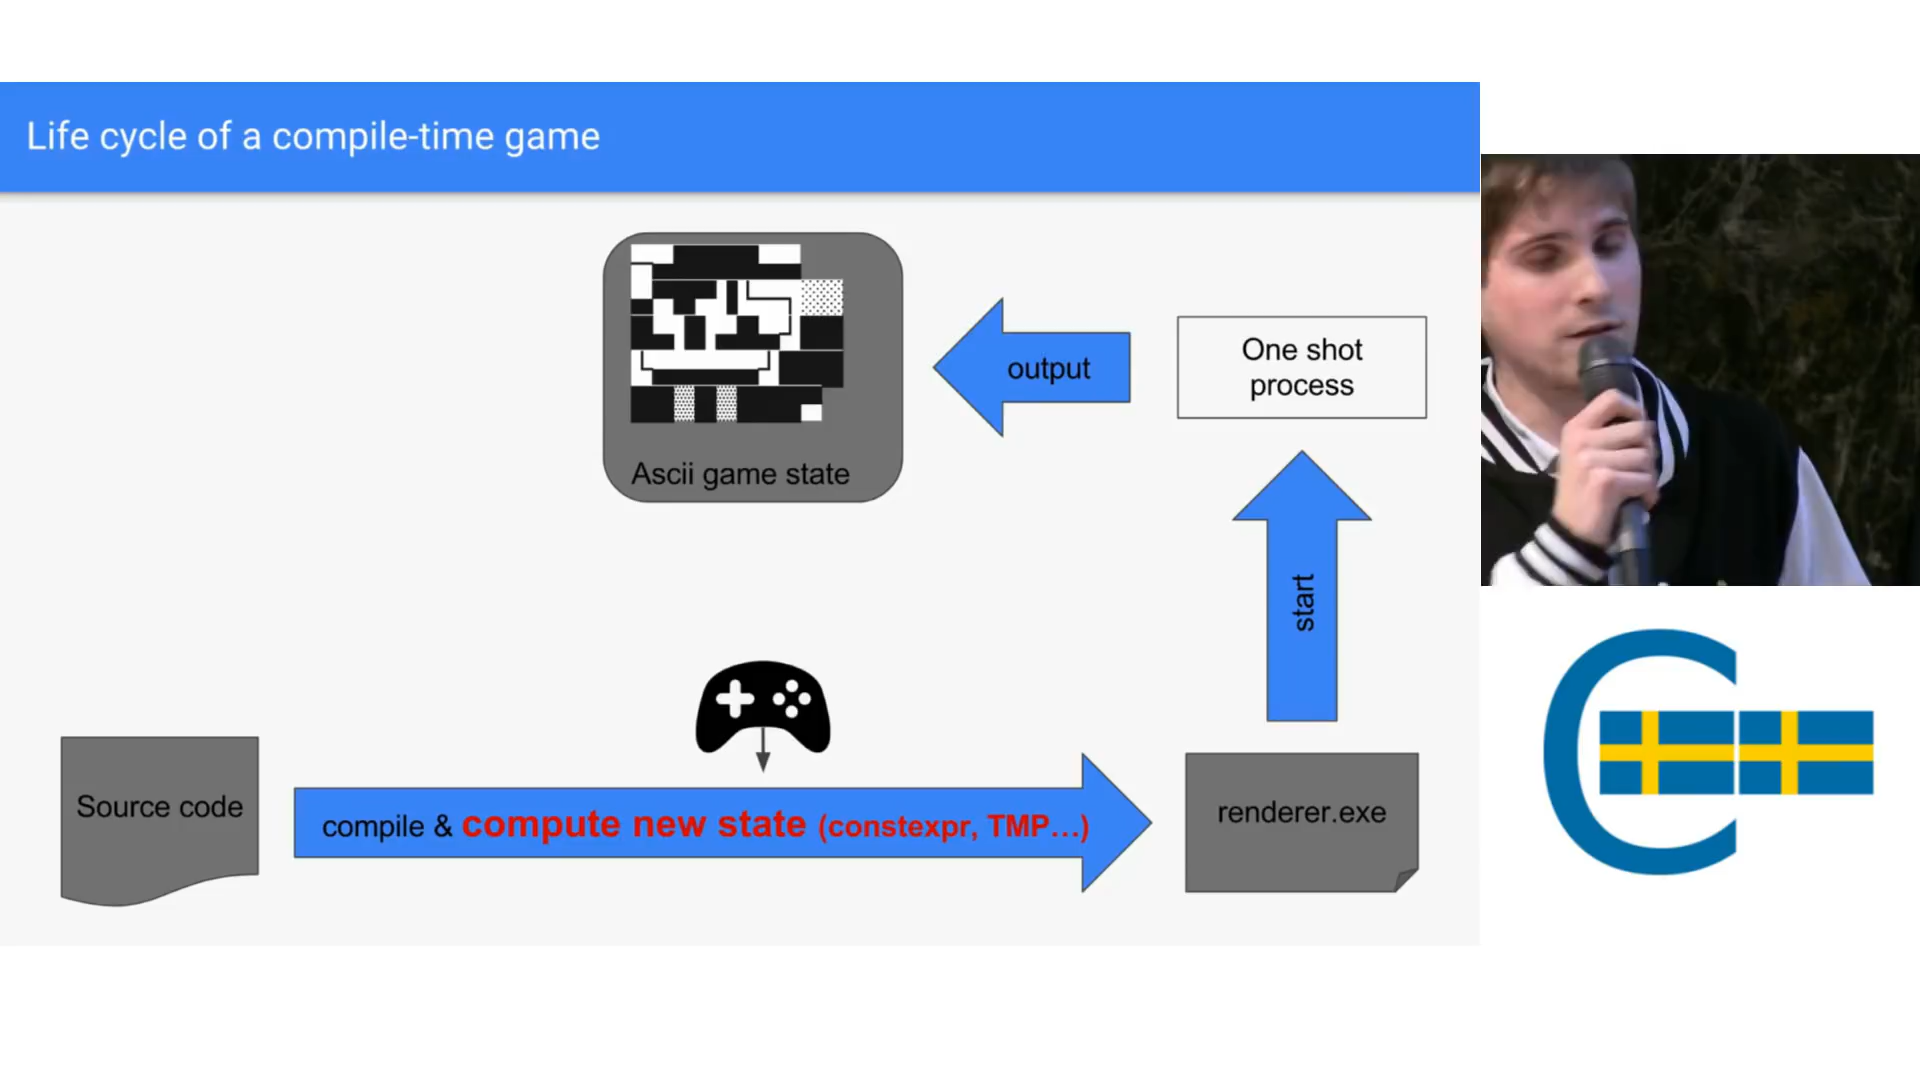 Life cycle of a compile-time game
Ascii game state
output
One shot
process
start
Source code
compile & compute new state (constexpr, TMP...)
renderer.exe
C